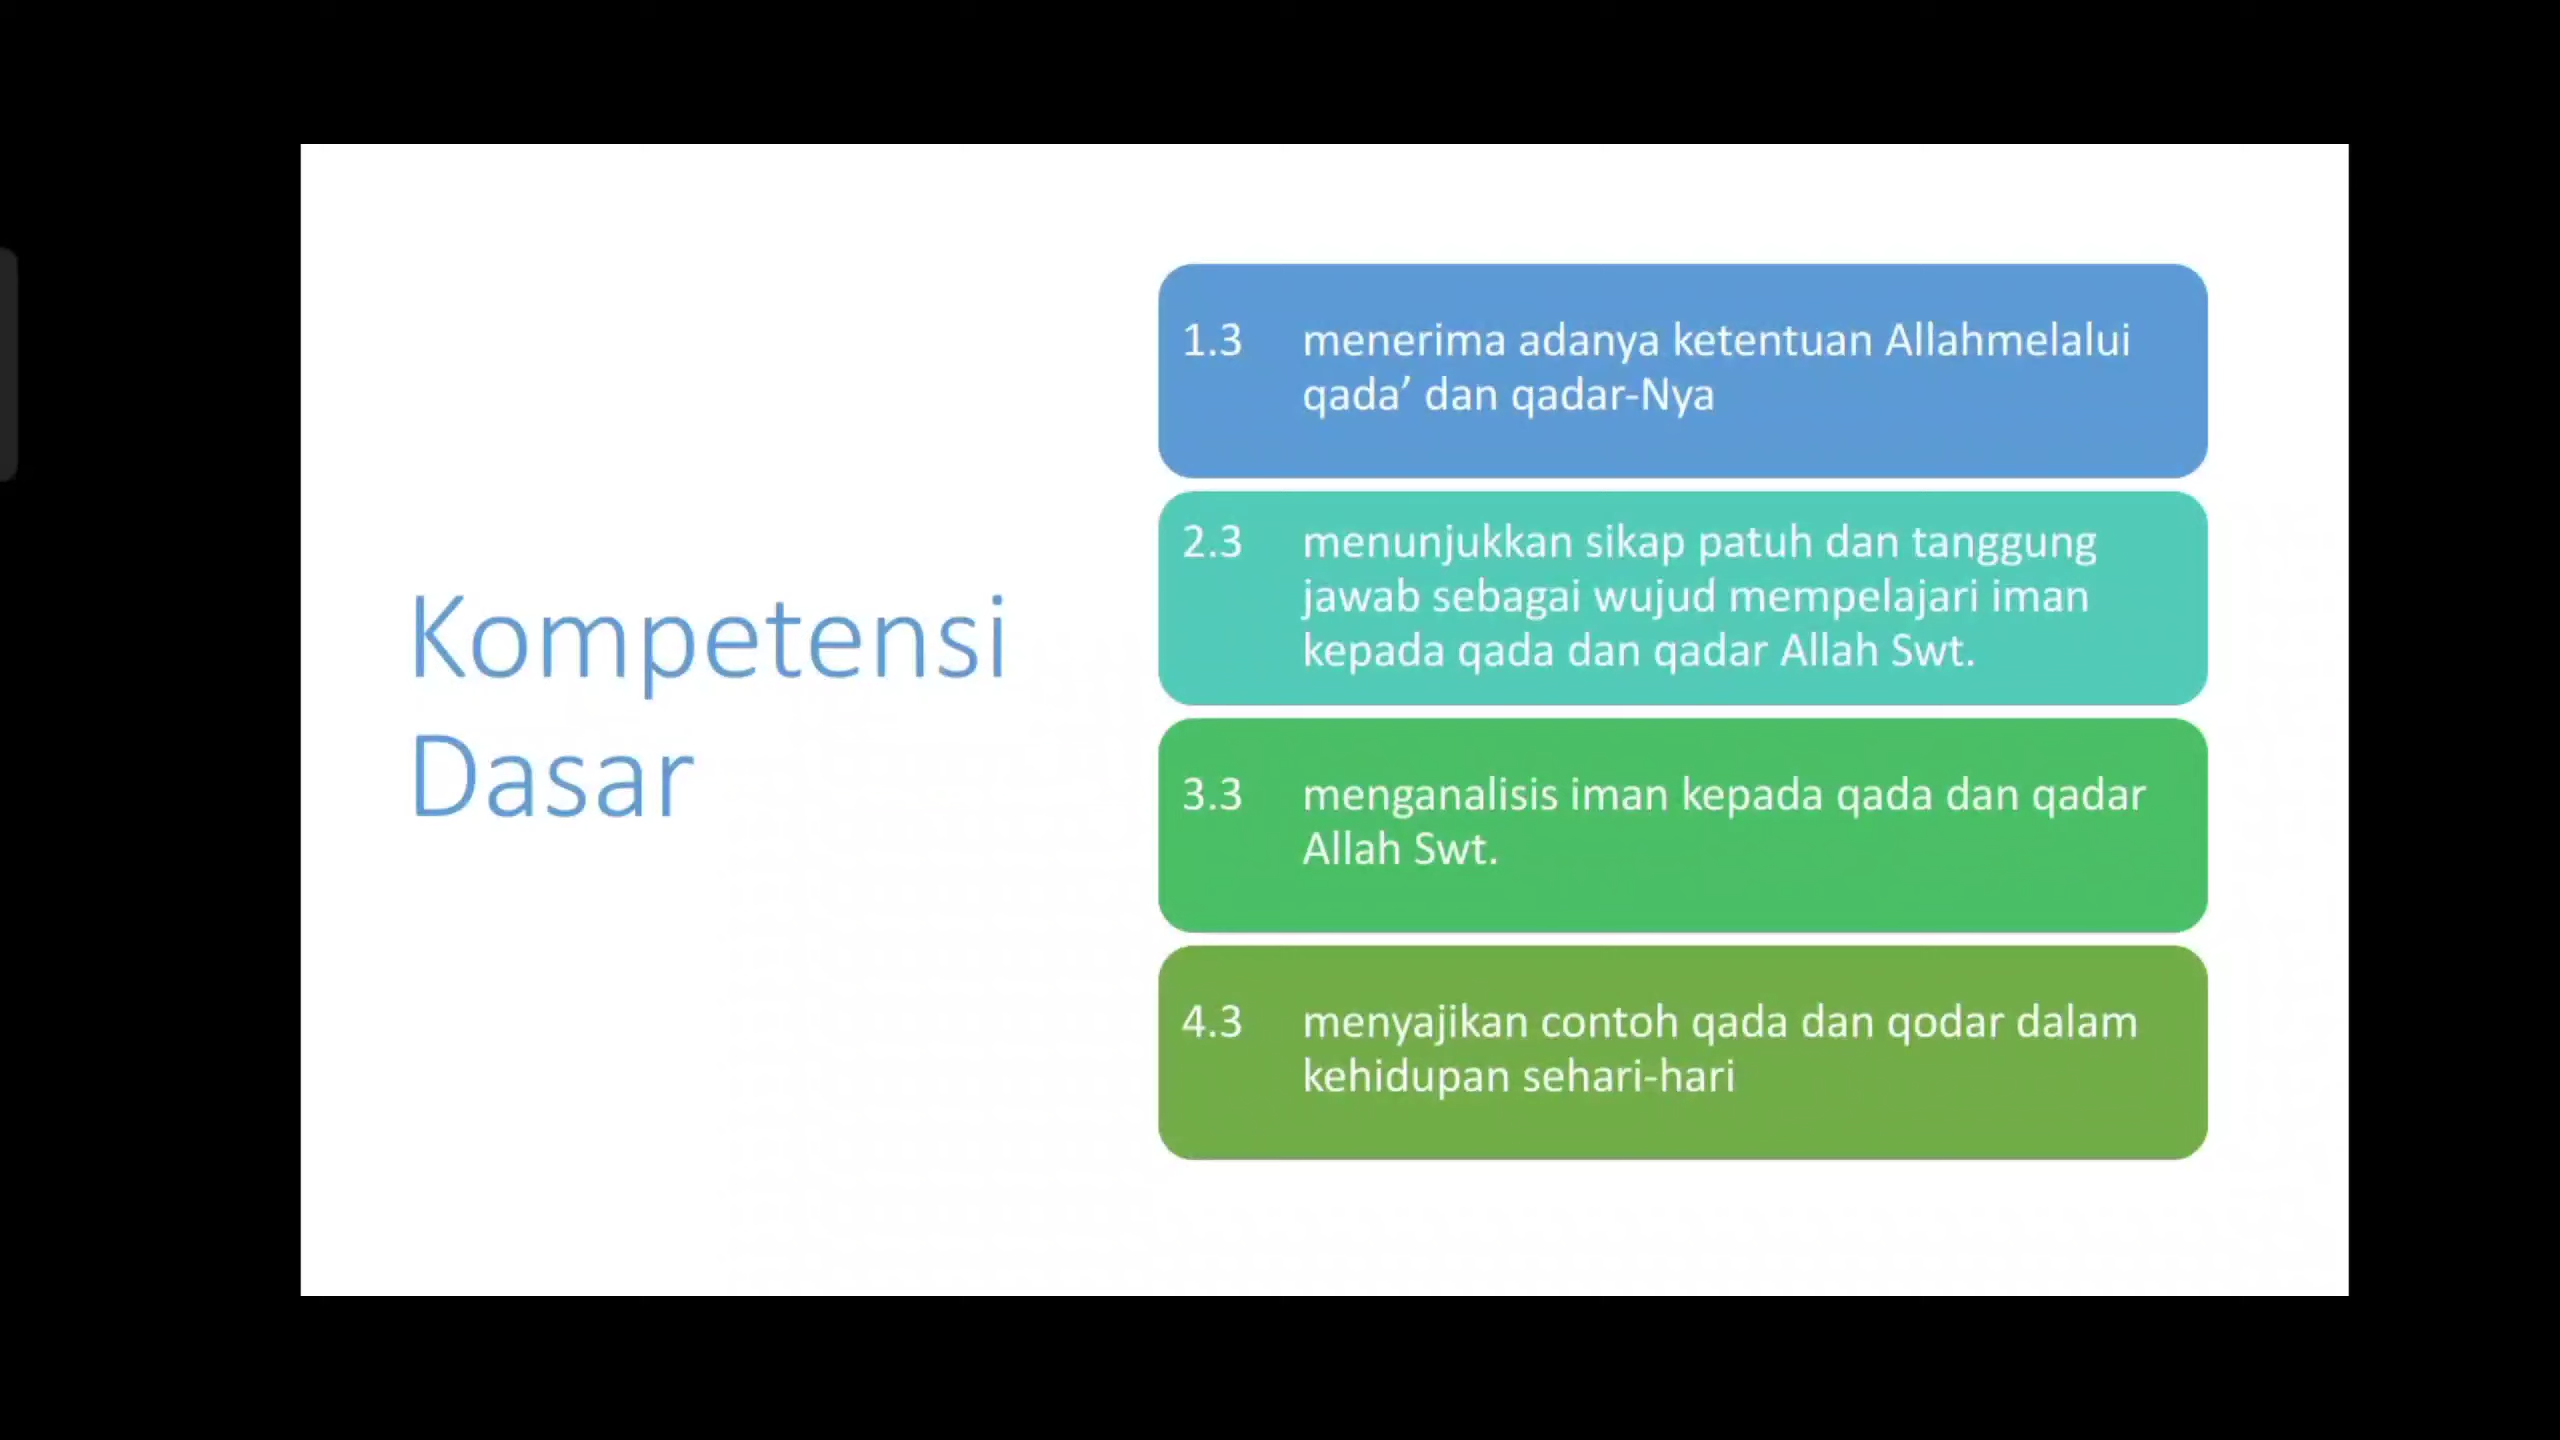 Kompetensi
Dasar
1.3 menerima adanya ketentuan Allahmelalui
qada’ dan qadar-Nya
2.3 menunjukkan sikap patuh dan tanggung
jawab sebagai wujud mempelajari iman
kepada qada dan qadar Allah Swt.
3.3 menganalisis iman kepada qada dan qadar
Allah Swt.
4.3 menyajikan contoh qada dan qodar dalam
kehidupan sehari-hari